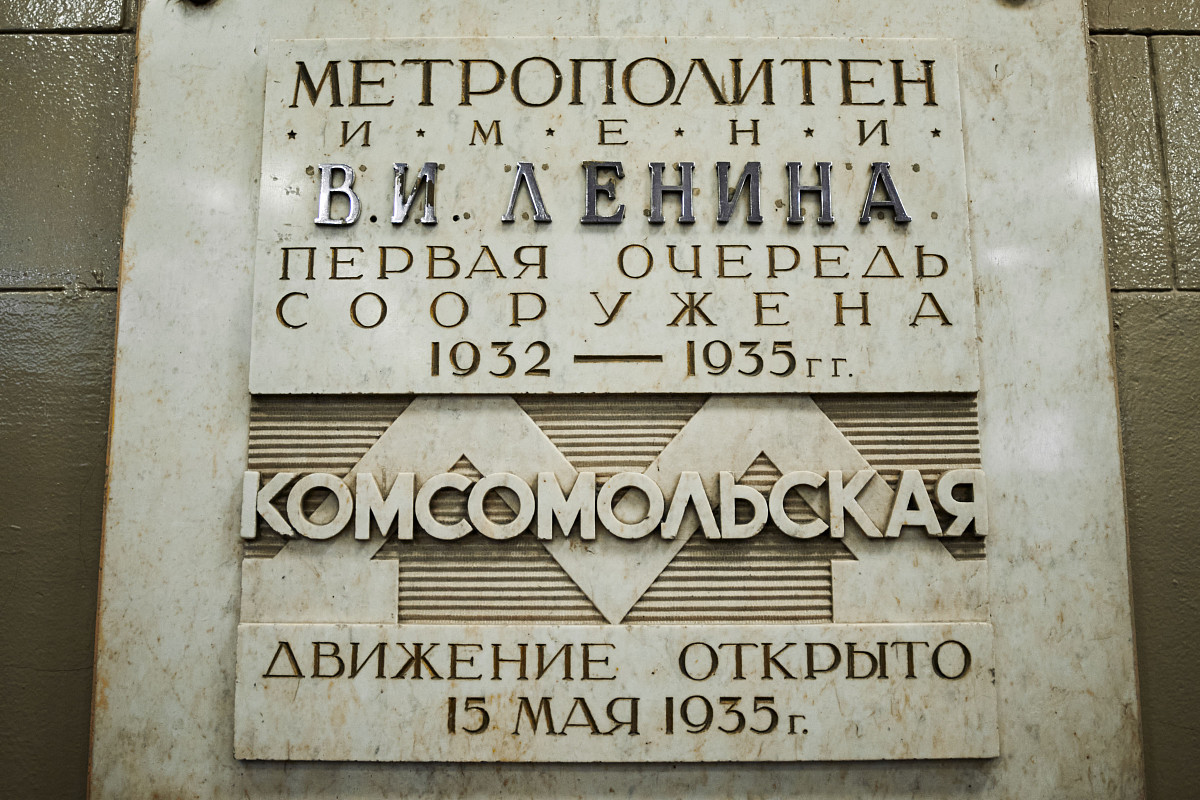 МЕТРОПОЛИТЕН
· И · М · Е · Н · И ·
В.И. ЛЕНИНА
ПЕРВАЯ ОЧЕРЕДЬ
СООРУЖЕНА
1932 — 1935 гг.
КОМСОМОЛЬСКАЯ
ДВИЖЕНИЕ ОТКРЫТО
15 МАЯ 1935 г.